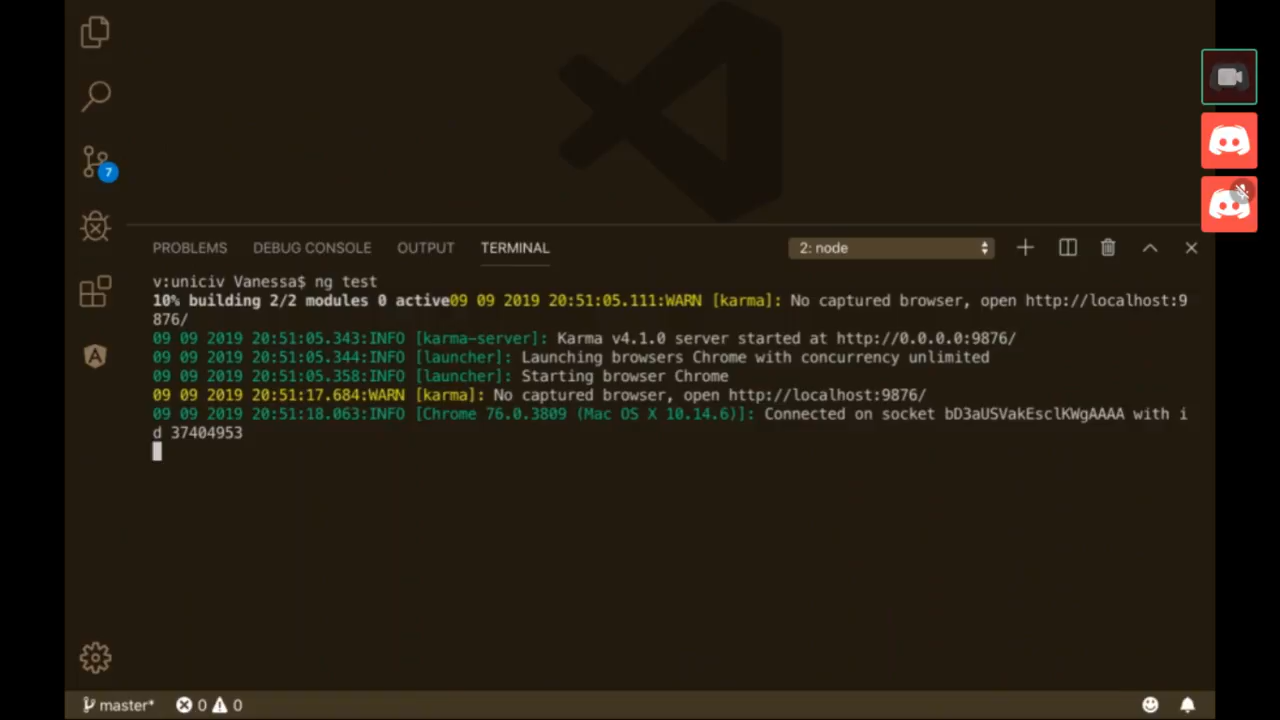 7
PROBLEMS DEBUG CONSOLE OUTPUT TERMINAL 2: node
v:uniciv Vanessa$ ng test
10% building 2/2 modules 0 active09 09 2019 20:51:05.111:WARN [karma]: No captured browser, open http://localhost:9
876/
09 09 2019 20:51:05.343:INFO [karma-server]: Karma v4.1.0 server started at http://0.0.0.0:9876/
09 09 2019 20:51:05.344:INFO [launcher]: Launching browsers Chrome with concurrency unlimited
09 09 2019 20:51:05.358:INFO [launcher]: Starting browser Chrome
09 09 2019 20:51:17.684:WARN [karma]: No captured browser, open http://localhost:9876/
09 09 2019 20:51:18.063:INFO [Chrome 76.0.3809 (Mac OS X 10.14.6)]: Connected on socket bD3aUSVakEsclKWgAAAA with i
d 37404953
master* 0 0